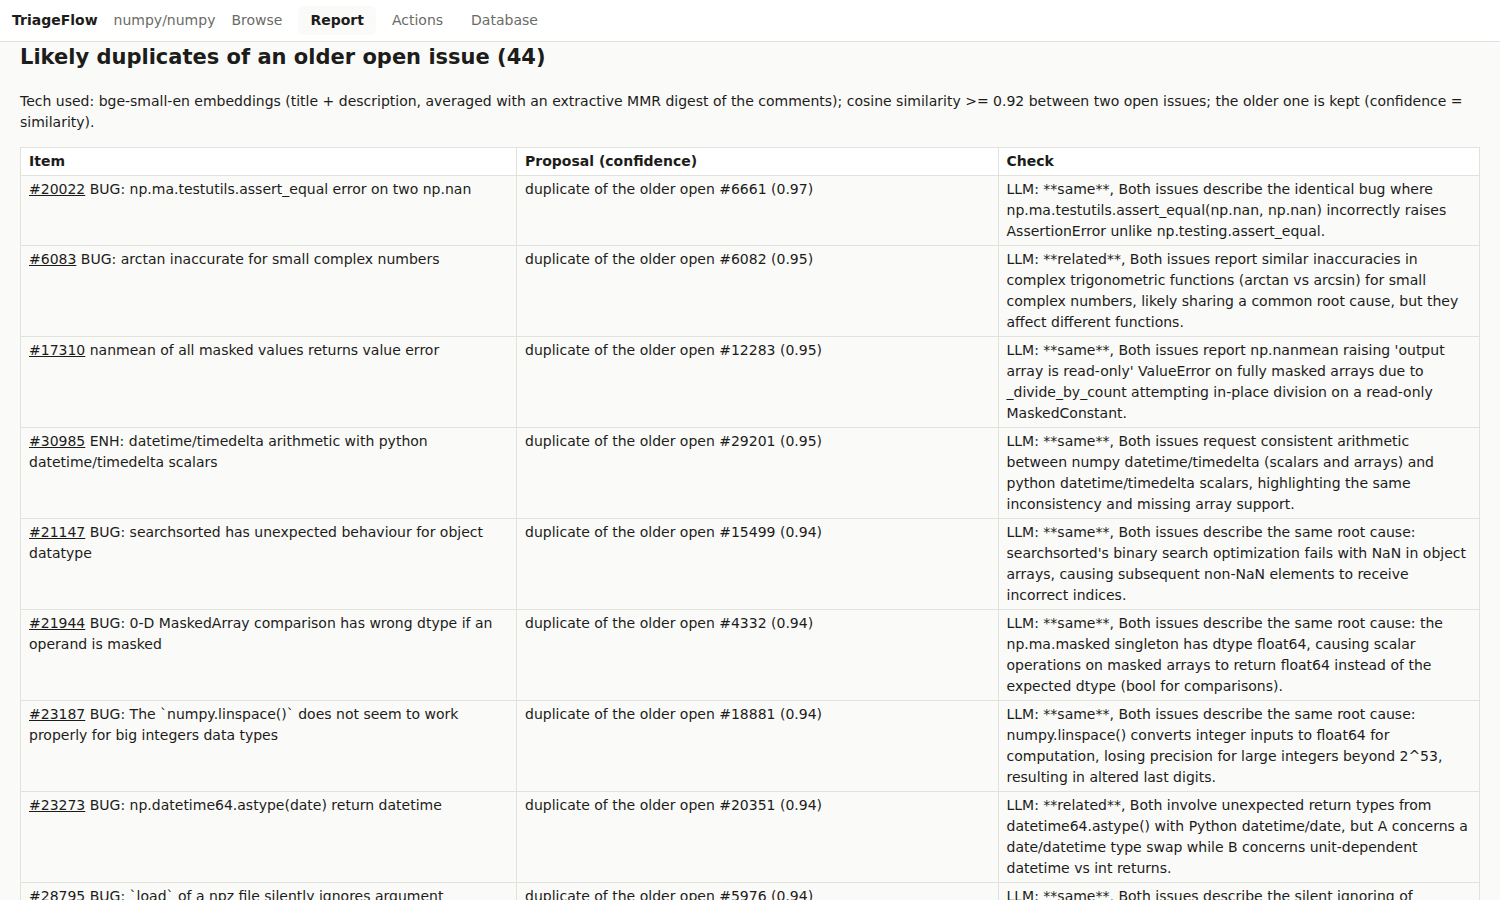 TriageFlow numpy/numpy Browse Report Actions Database
Likely duplicates of an older open issue (44)
Tech used: bge-small-en embeddings (title + description, averaged with an extractive MMR digest of the comments); cosine similarity >= 0.92 between two open issues; the older one is kept (confidence =
similarity).
Item Proposal (confidence) Check
#20022 BUG: np.ma.testutils.assert_equal error on two np.nan
duplicate of the older open #6661 (0.97)
LLM: **same**, Both issues describe the identical bug where
np.ma.testutils.assert_equal(np.nan, np.nan) incorrectly raises
AssertionError unlike np.testing.assert_equal.
#6083 BUG: arctan inaccurate for small complex numbers
duplicate of the older open #6082 (0.95)
LLM: **related**, Both issues report similar inaccuracies in
complex trigonometric functions (arctan vs arcsin) for small
complex numbers, likely sharing a common root cause, but they
affect different functions.
#17310 nanmean of all masked values returns value error
duplicate of the older open #12283 (0.95)
LLM: **same**, Both issues report np.nanmean raising 'output
array is read-only' ValueError on fully masked arrays due to
_divide_by_count attempting in-place division on a read-only
MaskedConstant.
#30985 ENH: datetime/timedelta arithmetic with python
datetime/timedelta scalars
duplicate of the older open #29201 (0.95)
LLM: **same**, Both issues request consistent arithmetic
between numpy datetime/timedelta (scalars and arrays) and
python datetime/timedelta scalars, highlighting the same
inconsistency and missing array support.
#21147 BUG: searchsorted has unexpected behaviour for object
datatype
duplicate of the older open #15499 (0.94)
LLM: **same**, Both issues describe the same root cause:
searchsorted's binary search optimization fails with NaN in object
arrays, causing subsequent non-NaN elements to receive
incorrect indices.
#21944 BUG: 0-D MaskedArray comparison has wrong dtype if an
operand is masked
duplicate of the older open #4332 (0.94)
LLM: **same**, Both issues describe the same root cause: the
np.ma.masked singleton has dtype float64, causing scalar
operations on masked arrays to return float64 instead of the
expected dtype (bool for comparisons).
#23187 BUG: The `numpy.linspace()` does not seem to work
properly for big integers data types
duplicate of the older open #18881 (0.94)
LLM: **same**, Both issues describe the same root cause:
numpy.linspace() converts integer inputs to float64 for
computation, losing precision for large integers beyond 2^53,
resulting in altered last digits.
#23273 BUG: np.datetime64.astype(date) return datetime
duplicate of the older open #20351 (0.94)
LLM: **related**, Both involve unexpected return types from
datetime64.astype() with Python datetime/date, but A concerns a
date/datetime type swap while B concerns unit-dependent
datetime vs int returns.
#28795 BUG: `load` of a npz file silently ignores argument
duplicate of the older open #5976 (0.94)
LLM: **same**, Both issues describe the silent ignoring of